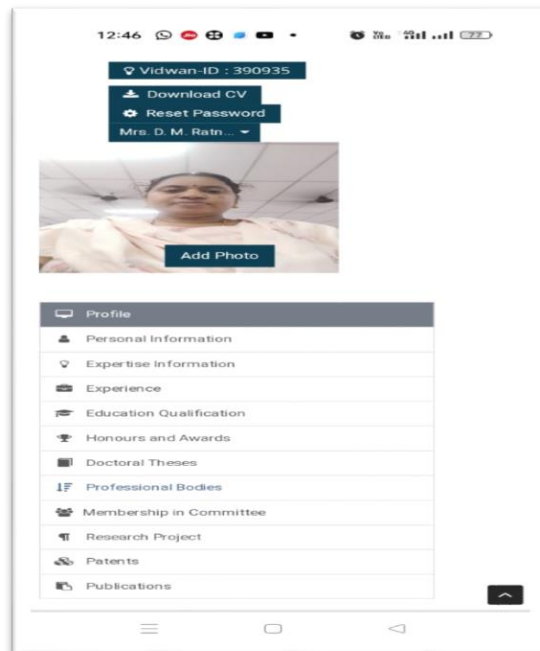 12:46
77
Vidwan-ID : 390935
Download CV
Reset Password
Mrs. D. M. Ratn...
Add Photo
Profile
Personal Information
Expertise Information
Experience
Education Qualification
Honours and Awards
Doctoral Theses
Professional Bodies
Membership in Committee
Research Project
Patents
Publications